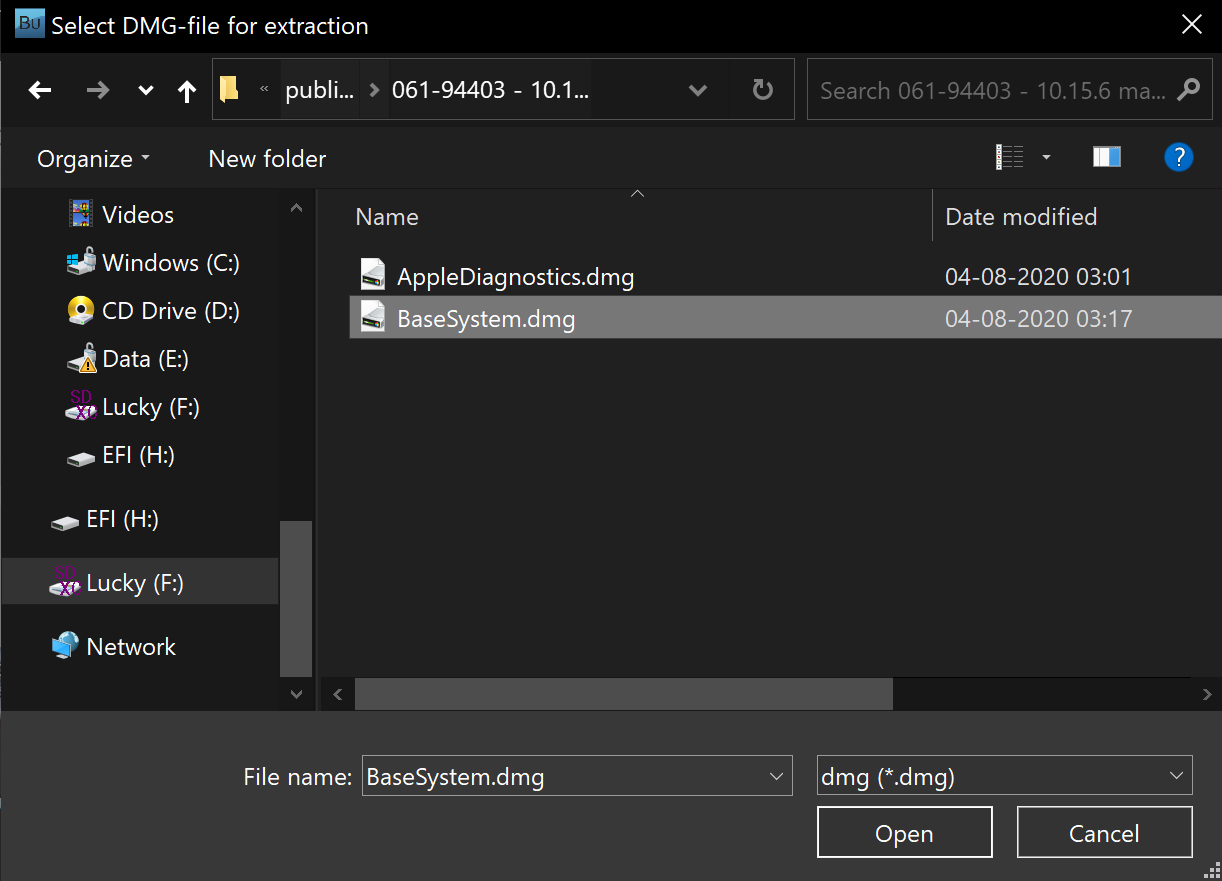 Bu Select DMG-file for extraction
« publi... 061-94403 - 10.1... Search 061-94403 - 10.15.6 ma...
Organize New folder ?
Name Date modified
Videos
Windows (C:)
CD Drive (D:)
Data (E:)
SD XC Lucky (F:)
EFI (H:)
EFI (H:)
SD XC Lucky (F:)
Network
AppleDiagnostics.dmg 04-08-2020 03:01
BaseSystem.dmg 04-08-2020 03:17
File name: BaseSystem.dmg dmg (*.dmg)
Open Cancel